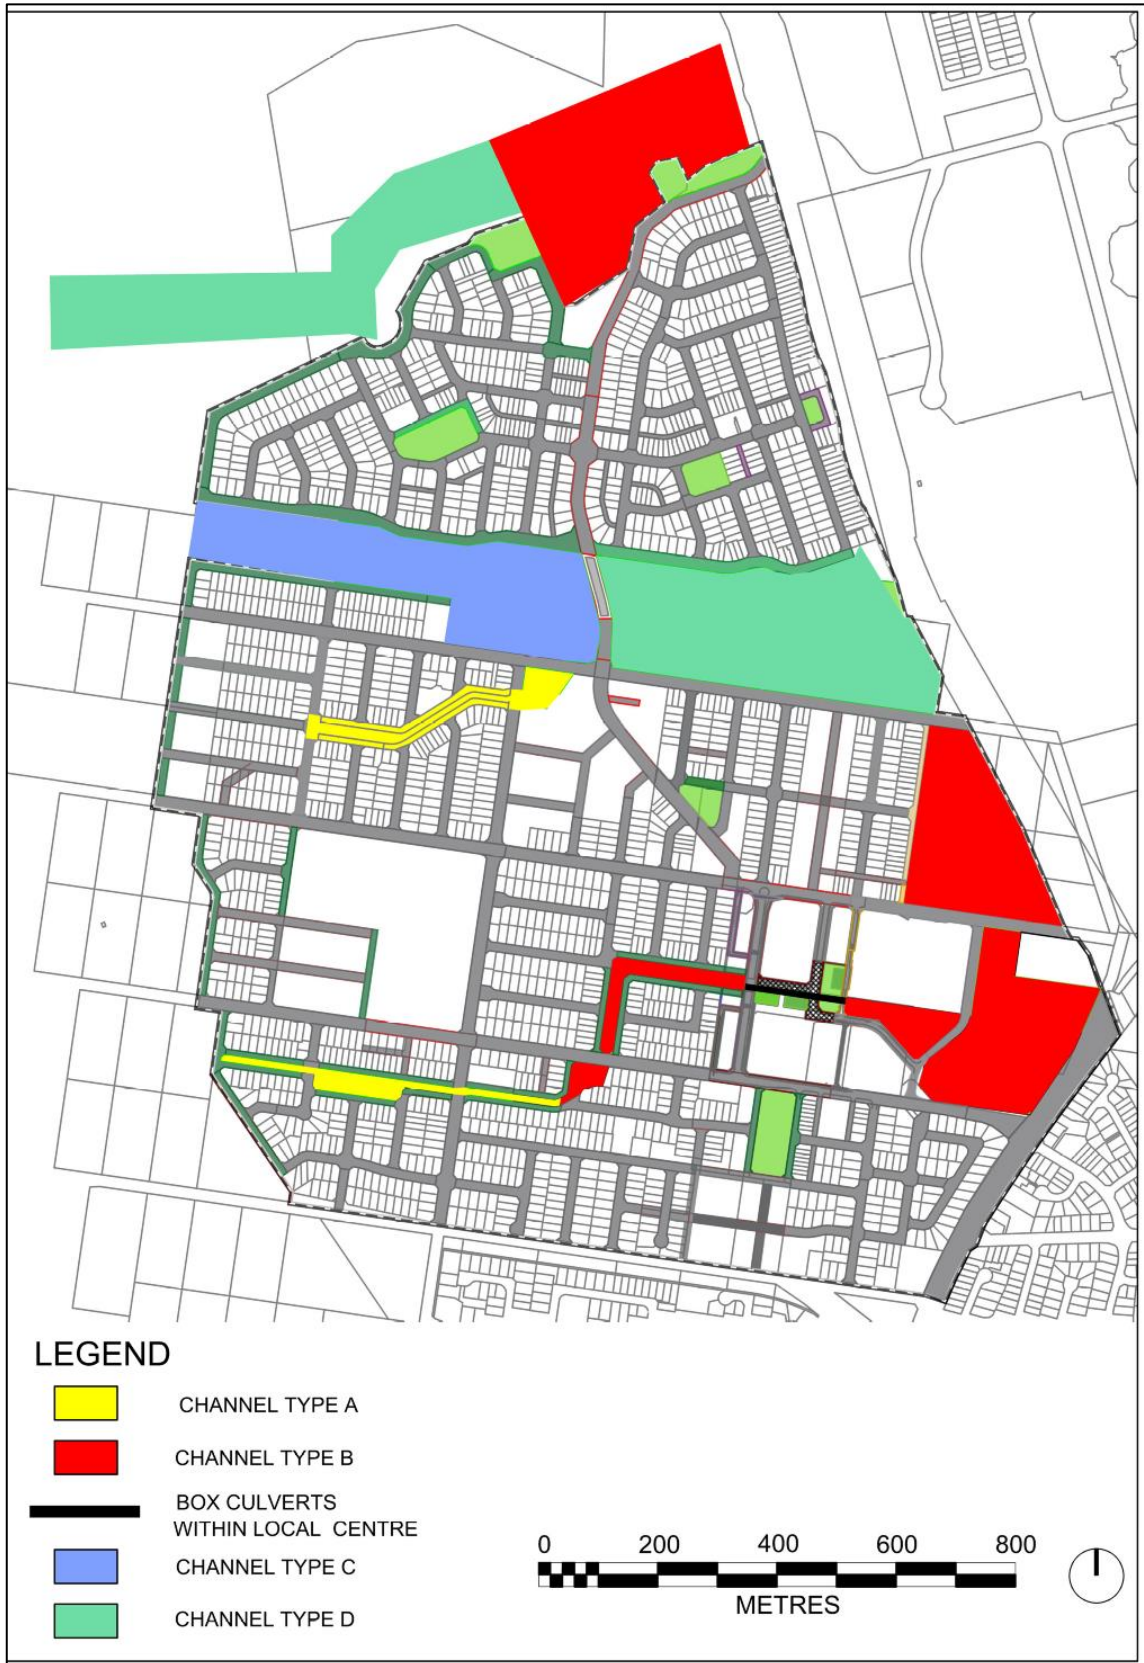 LEGEND
CHANNEL TYPE A
CHANNEL TYPE B
BOX CULVERTS
WITHIN LOCAL CENTRE
CHANNEL TYPE C
CHANNEL TYPE D
0 200 400 600 800
METRES